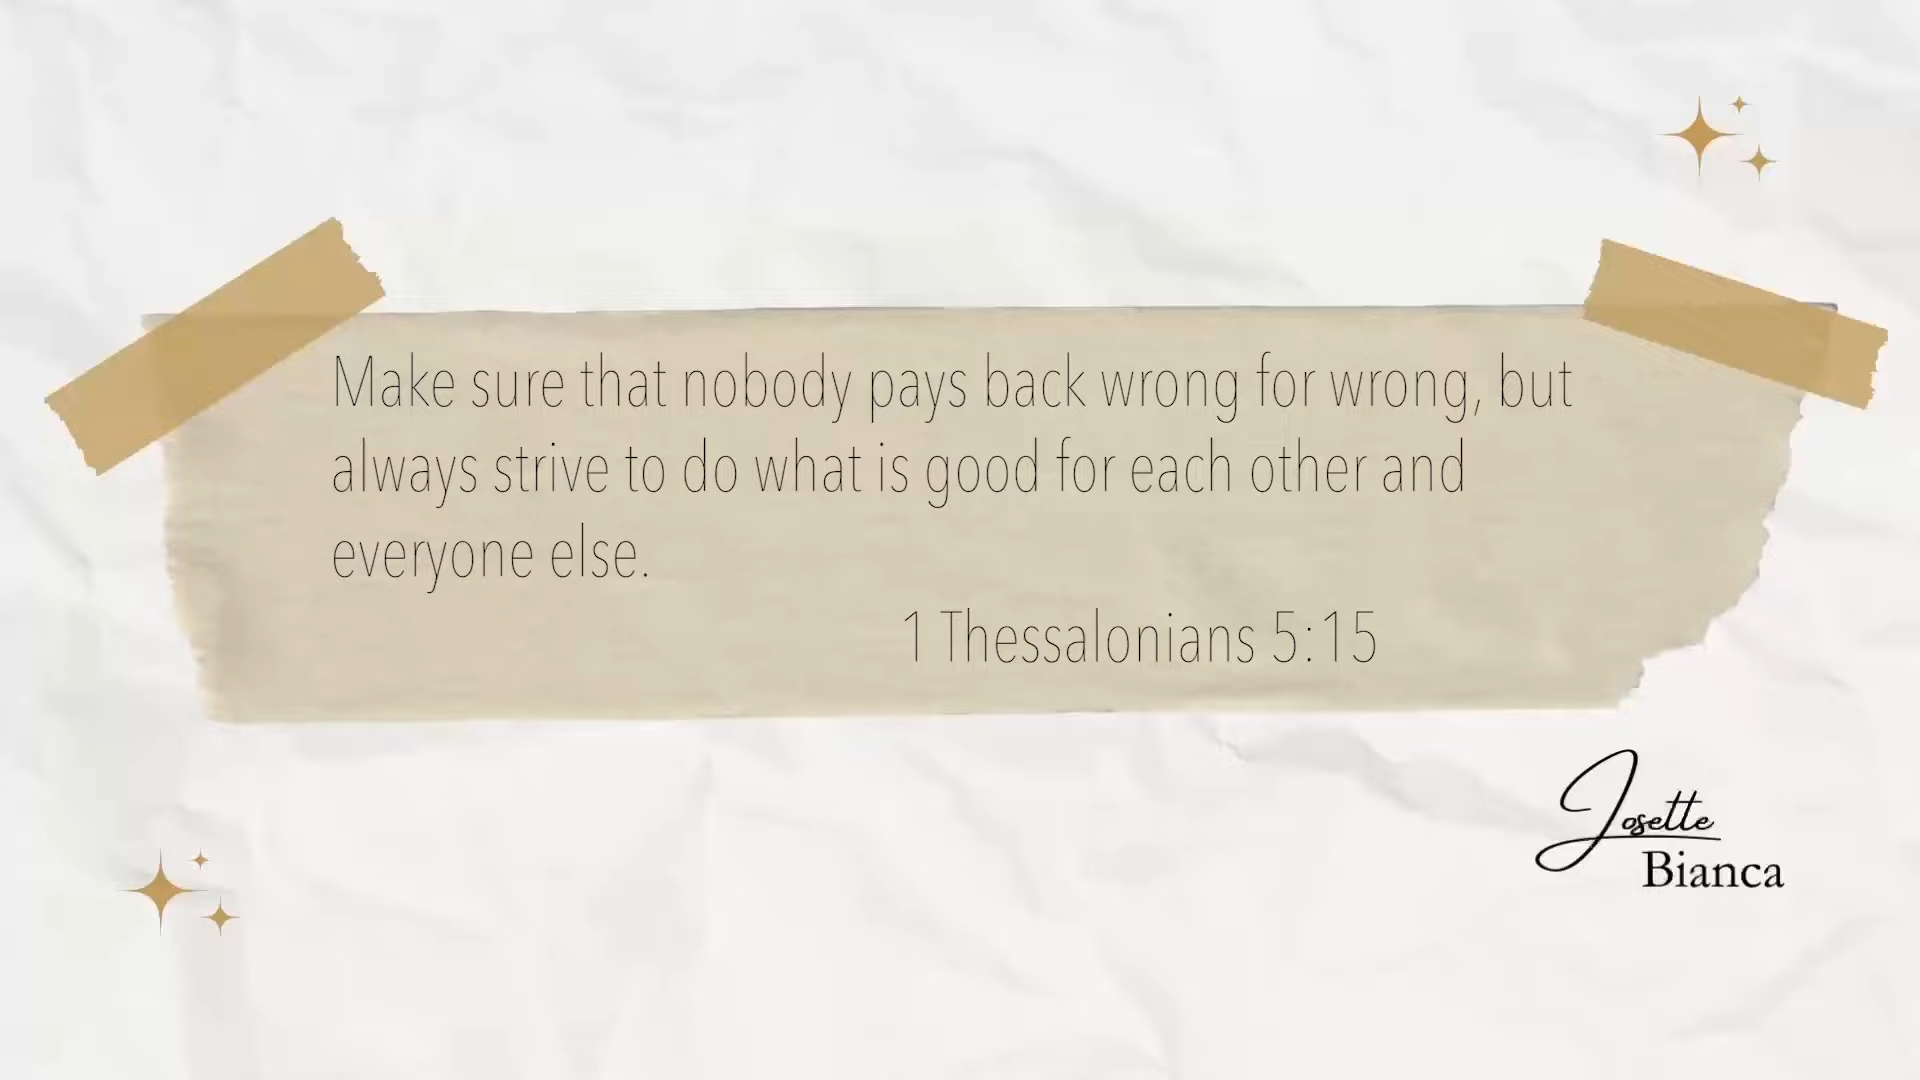 Make sure that nobody pays back wrong for wrong, but
always strive to do what is good for each other and
everyone else.
1 Thessalonians 5:15
Josette
Bianca